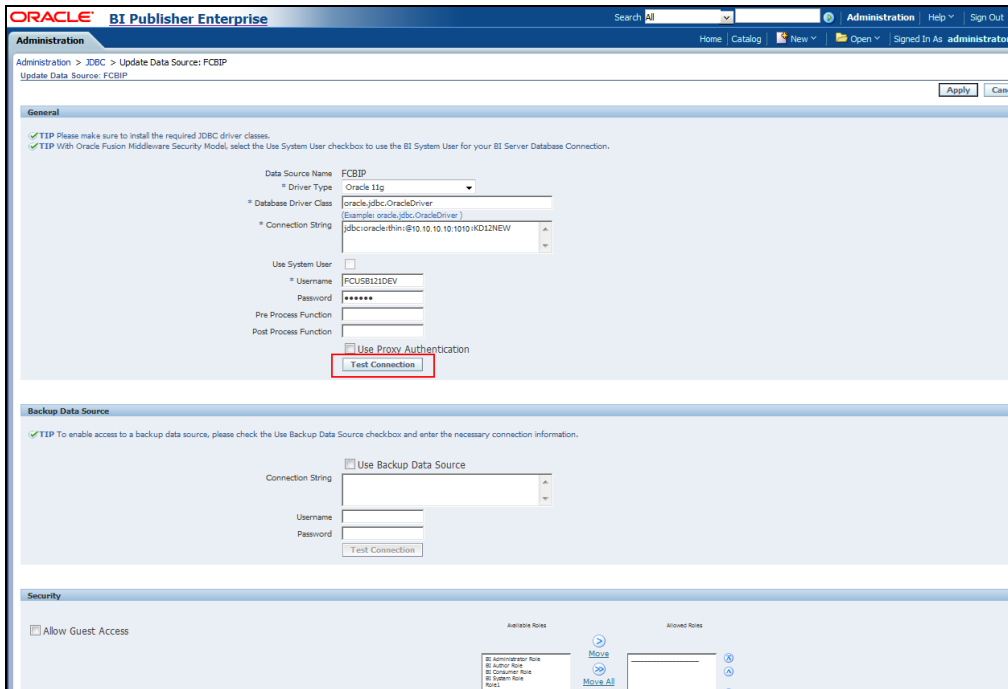 ORACLE BI Publisher Enterprise
Search All
Administration Help Sign Out
Administration
Home Catalog New Open Signed In As administrator
Administration > JDBC > Update Data Source: FCBIP
Update Data Source: FCBIP
Apply Can
General
TIP Please make sure to install the required JDBC driver classes.
TIP With Oracle Fusion Middleware Security Model, select the Use System User checkbox to use the BI System User for your BI Server Database Connection.
Data Source Name FCBIP
* Driver Type Oracle 11g
* Database Driver Class oracle.jdbc.OracleDriver
(Example: oracle.jdbc.OracleDriver )
* Connection String jdbc:oracle:thin:@10.10.10.10:1010:KD12NEW
Use System User
* Username FCUSB121DEV
Password ••••••
Pre Process Function
Post Process Function
Use Proxy Authentication
Test Connection
Backup Data Source
TIP To enable access to a backup data source, please check the Use Backup Data Source checkbox and enter the necessary connection information.
Use Backup Data Source
Connection String
Username
Password
Test Connection
Security
Allow Guest Access
Available Roles
Allowed Roles
Move
Move All
BI Administrator Role
BI Author Role
BI Consumer Role
BI System Role
Role1